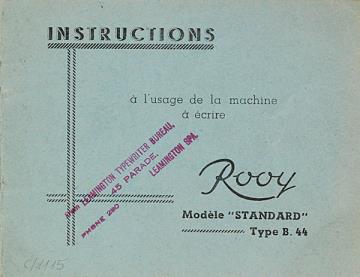 INSTRUCTIONS
à l'usage de la machine
à écrire
LEAMINGTON TYPEWRITER BUREAU,
45 PARADE,
LEAMINGTON SPA.
PHONE 290
Rooy
Modèle "STANDARD"
Type B. 44